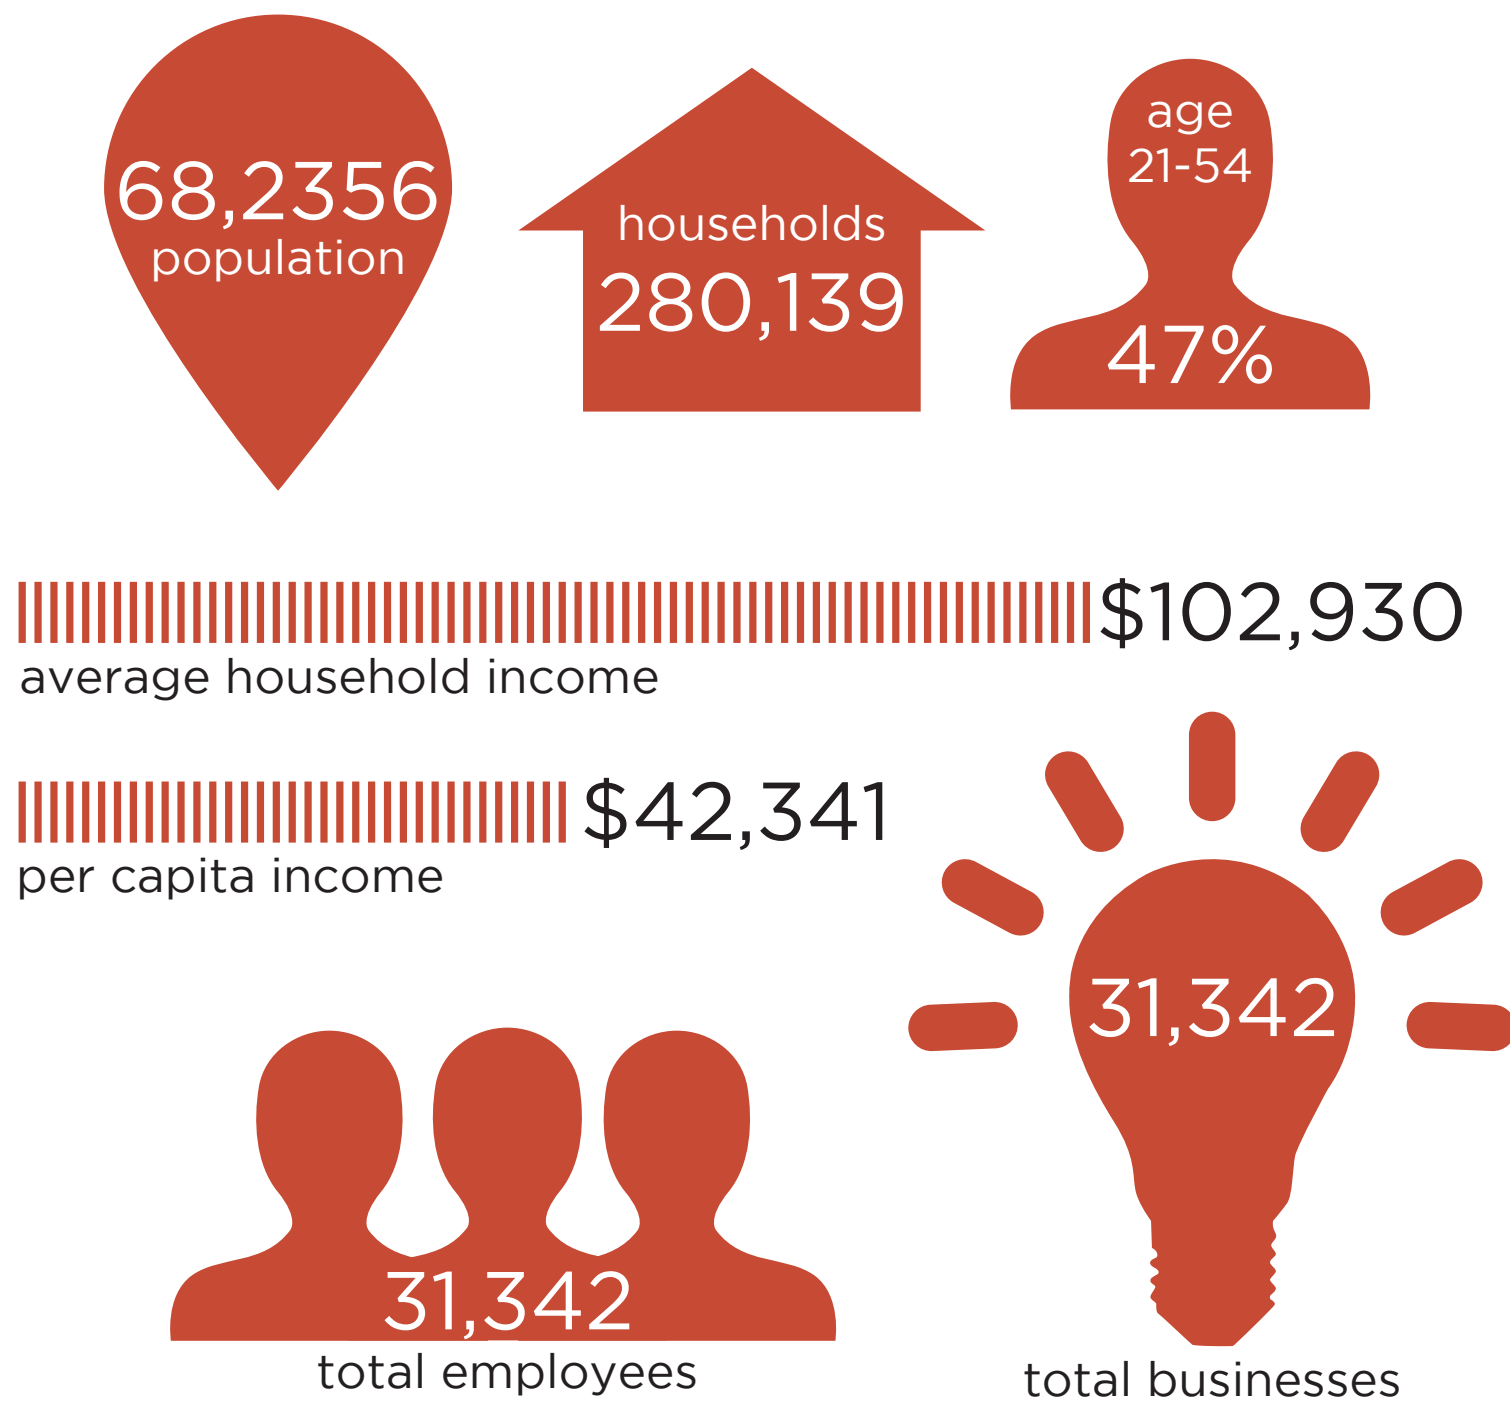 68,2356
population
households
280,139
age
21-54
47%
$102,930
average household income
$42,341
per capita income
31,342
total employees
31,342
total businesses